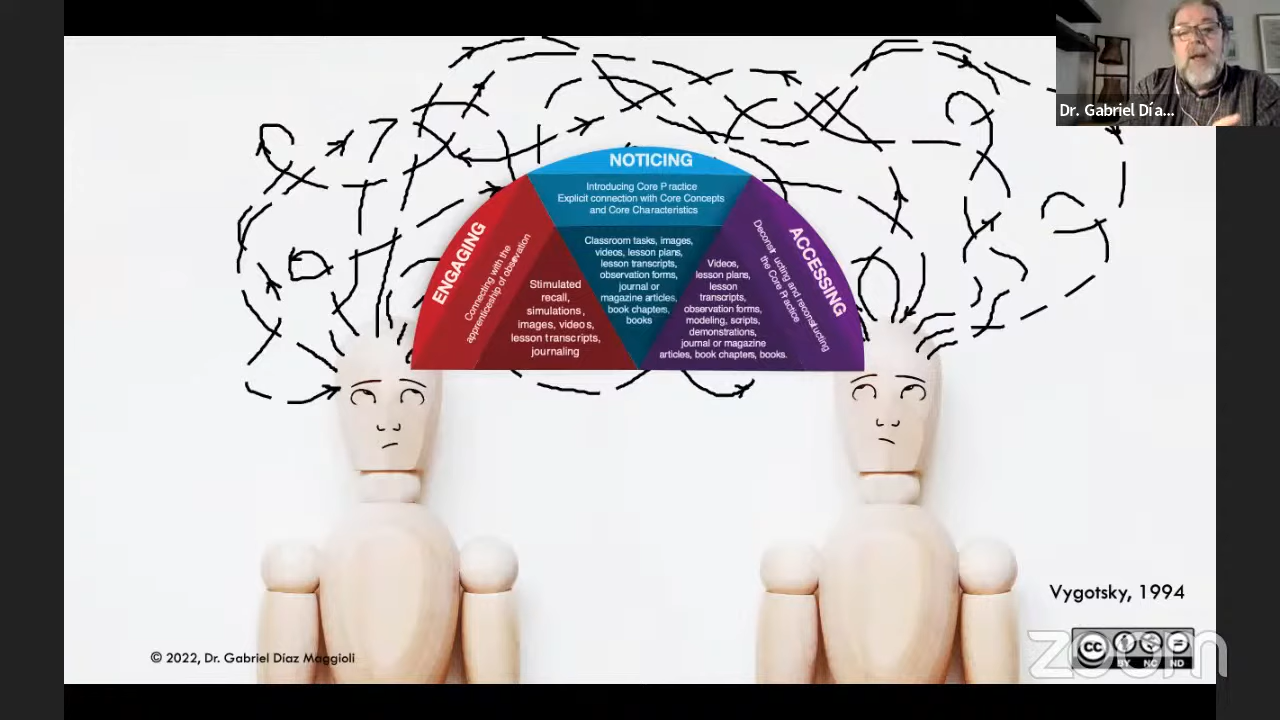 Dr. Gabriel Día...
NOTICING
Introducing Core Practice
Explicit connection with Core Concepts
and Core Characteristics
Classroom tasks, images,
videos, lesson plans,
lesson transcripts,
observation forms,
journal or
magazine articles,
book chapters,
books
ENGAGING
Connecting with the
apprenticeship of observation
Stimulated
recall,
simulations,
images, videos,
lesson transcripts,
journaling
ACCESSING
Deconstructing and reconstructing
the Core Practice
Videos,
lesson plans,
lesson
transcripts,
observation forms,
modeling, scripts,
demonstrations,
journal or magazine
articles, book chapters, books.
Vygotsky, 1994
© 2022, Dr. Gabriel Díaz Maggioli
zoom
cc
BY NC ND